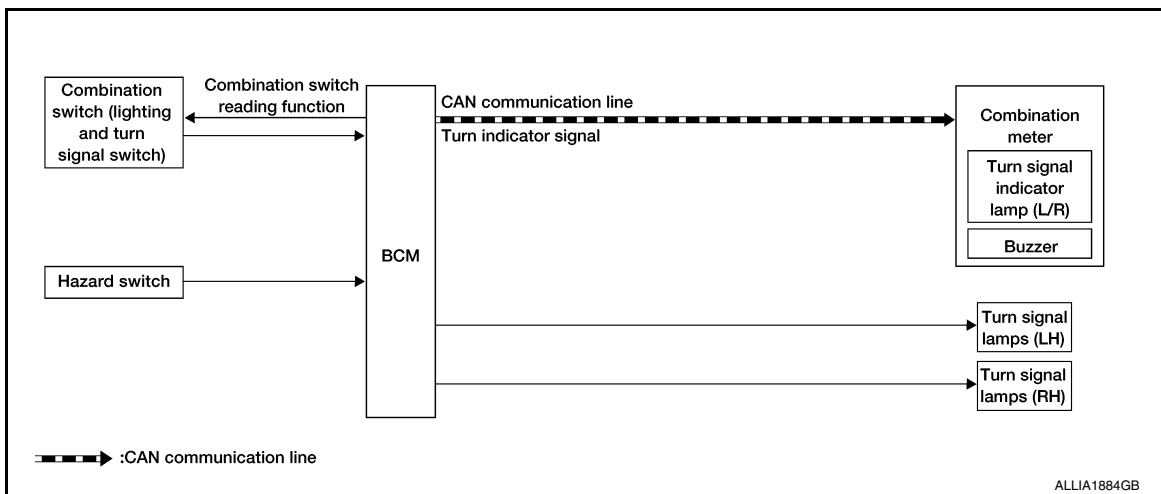 Combination
switch (lighting
and turn
signal switch)
Combination switch
reading function
CAN communication line
Turn indicator signal
Combination
meter
Turn signal
indicator
lamp (L/R)
Buzzer
BCM
Hazard switch
Turn signal
lamps (LH)
Turn signal
lamps (RH)
:CAN communication line
ALLIA1884GB